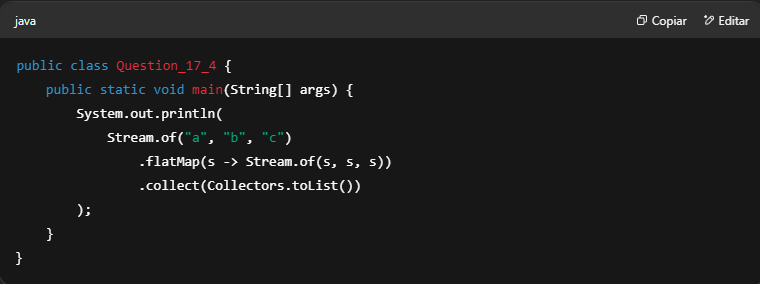 java Copiar Editar
public class Question_17_4 {
    public static void main(String[] args) {
        System.out.println(
            Stream.of("a", "b", "c")
                .flatMap(s -> Stream.of(s, s, s))
                .collect(Collectors.toList())
        );
    }
}